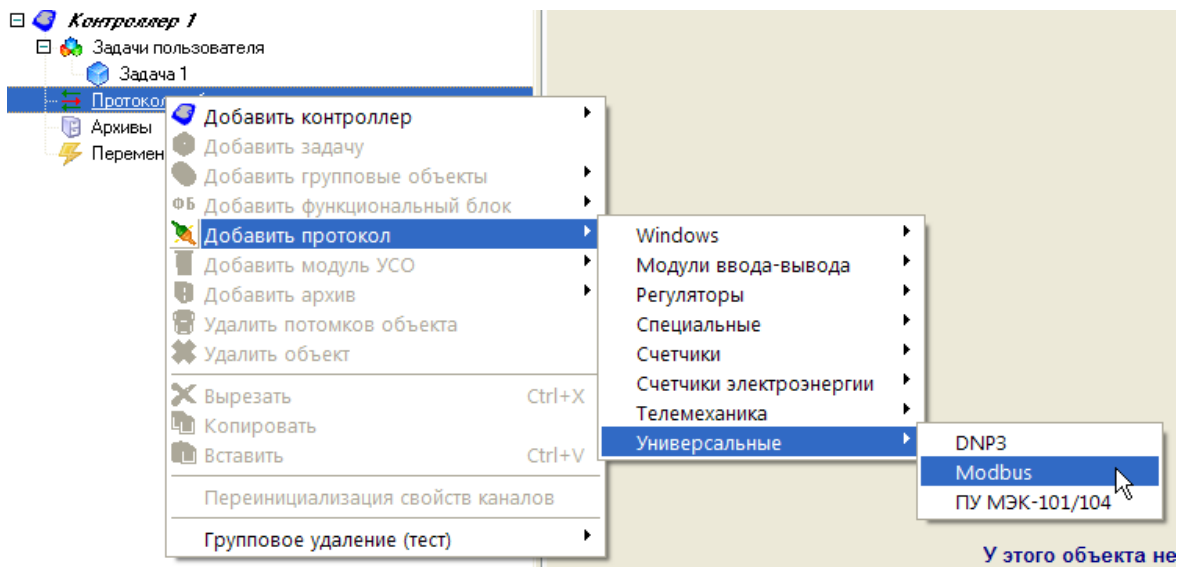 Контроллер 1
Задачи пользователя
Задача 1
Протокол
Архивы
Перемен
Добавить контроллер
Добавить задачу
Добавить групповые объекты
ФБ Добавить функциональный блок
Добавить протокол
Добавить модуль УСО
Добавить архив
Удалить потомков объекта
Удалить объект
Вырезать Ctrl+X
Копировать
Вставить Ctrl+V
Переинициализация свойств каналов
Групповое удаление (тест)
Windows
Модули ввода-вывода
Регуляторы
Специальные
Счетчики
Счетчики электроэнергии
Телемеханика
Универсальные
DNP3
Modbus
ПУ МЭК-101/104
У этого объекта не